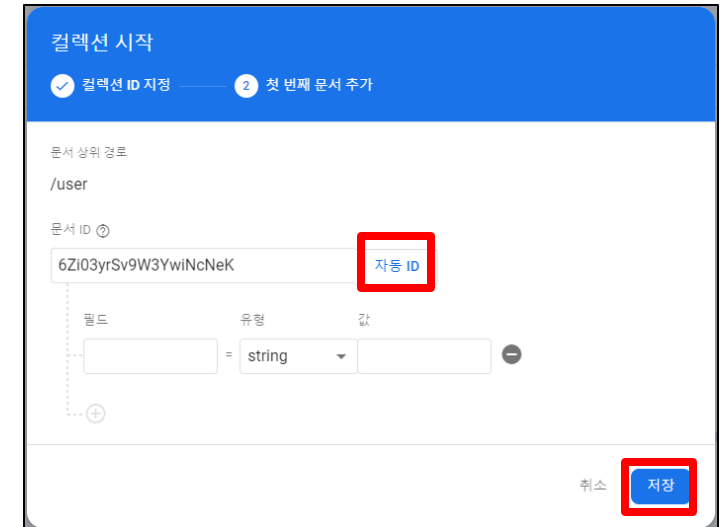 컬렉션 시작
컬렉션 ID 지정 2 첫 번째 문서 추가
문서 상위 경로
/user
문서 ID
6Zi03yrSv9W3YwiNcNeK 자동 ID
필드 유형 값
= string
취소 저장